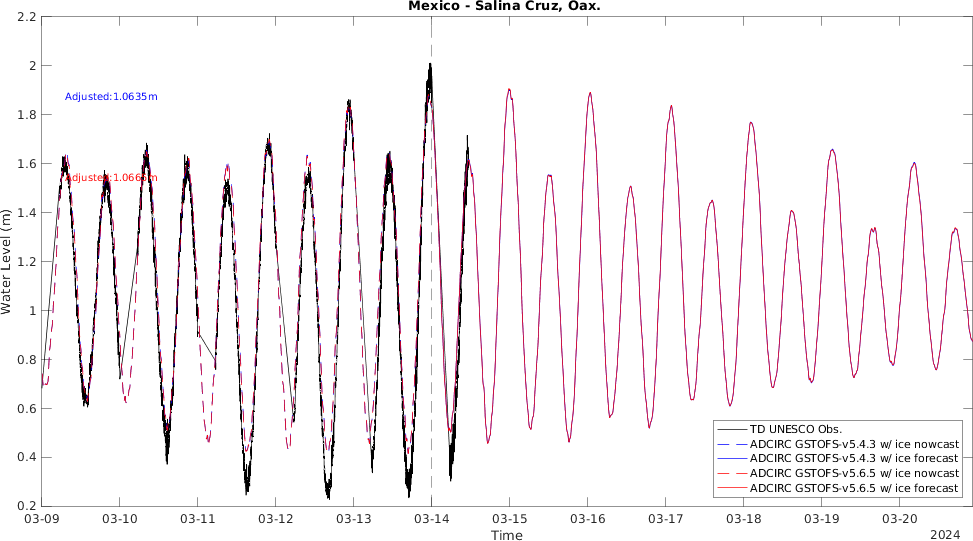 Mexico - Salina Cruz, Oax.
2.2
2
1.8
1.6
1.4
1.2
1
0.8
0.6
0.4
0.2
Water Level (m)
Adjusted:1.0635m
TD UNESCO Obs.
ADCIRC GSTOFS-v5.4.3 w/ ice nowcast
ADCIRC GSTOFS-v5.4.3 w/ ice forecast
ADCIRC GSTOFS-v5.6.5 w/ ice nowcast
ADCIRC GSTOFS-v5.6.5 w/ ice forecast
03-09 03-10 03-11 03-12 03-13 03-14 03-15 03-16 03-17 03-18 03-19 03-20
Time
2024